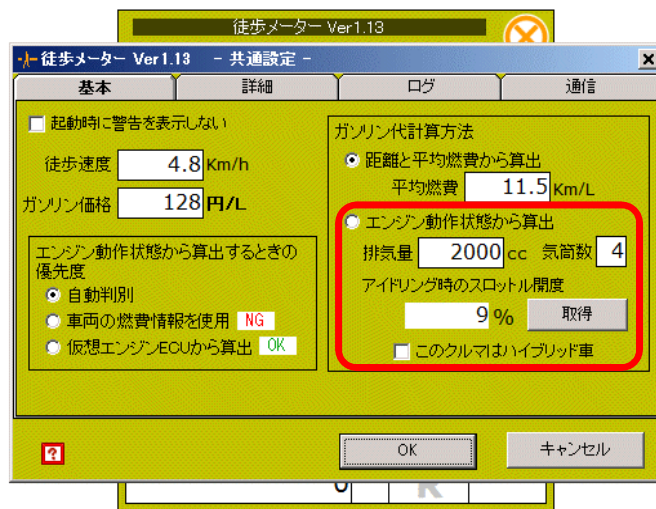 徒歩メーター Ver1.13
徒歩メーター Ver1.13 － 共通設定 －
基本 詳細 ログ 通信
起動時に警告を表示しない
徒歩速度 4.8 Km/h
ガソリン価格 128 円/L
エンジン動作状態から算出するときの
優先度
自動判別
車両の燃費情報を使用 NG
仮想エンジンECUから算出 OK
ガソリン代計算方法
距離と平均燃費から算出
平均燃費 11.5 Km/L
エンジン動作状態から算出
排気量 2000 cc 気筒数 4
アイドリング時のスロットル開度
9 % 取得
このクルマはハイブリッド車
? OK キャンセル